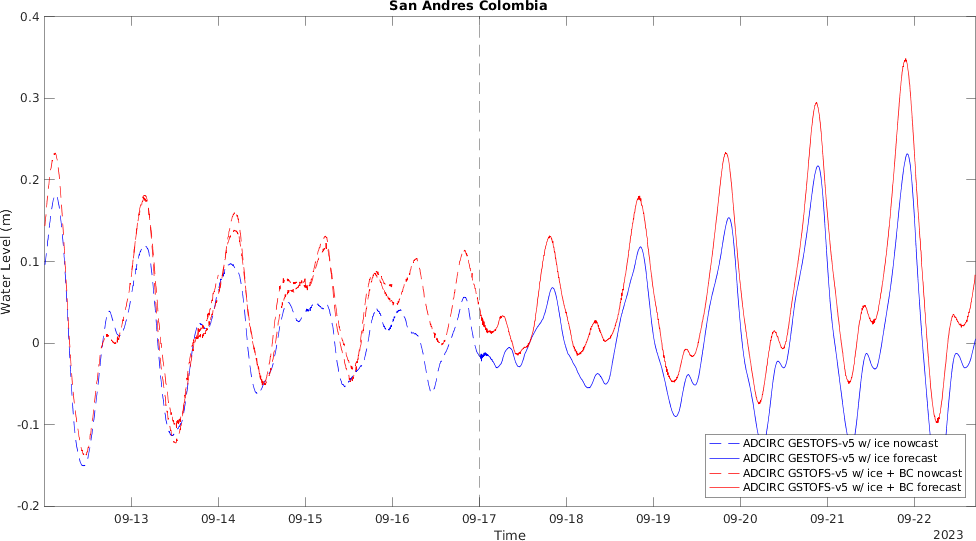 San Andres Colombia
Water Level (m)
0.4
0.3
0.2
0.1
0
-0.1
-0.2
ADCIRC GESTOFS-v5 w/ ice nowcast
ADCIRC GESTOFS-v5 w/ ice forecast
ADCIRC GSTOFS-v5 w/ ice + BC nowcast
ADCIRC GSTOFS-v5 w/ ice + BC forecast
09-13 09-14 09-15 09-16 09-17 09-18 09-19 09-20 09-21 09-22
Time
2023